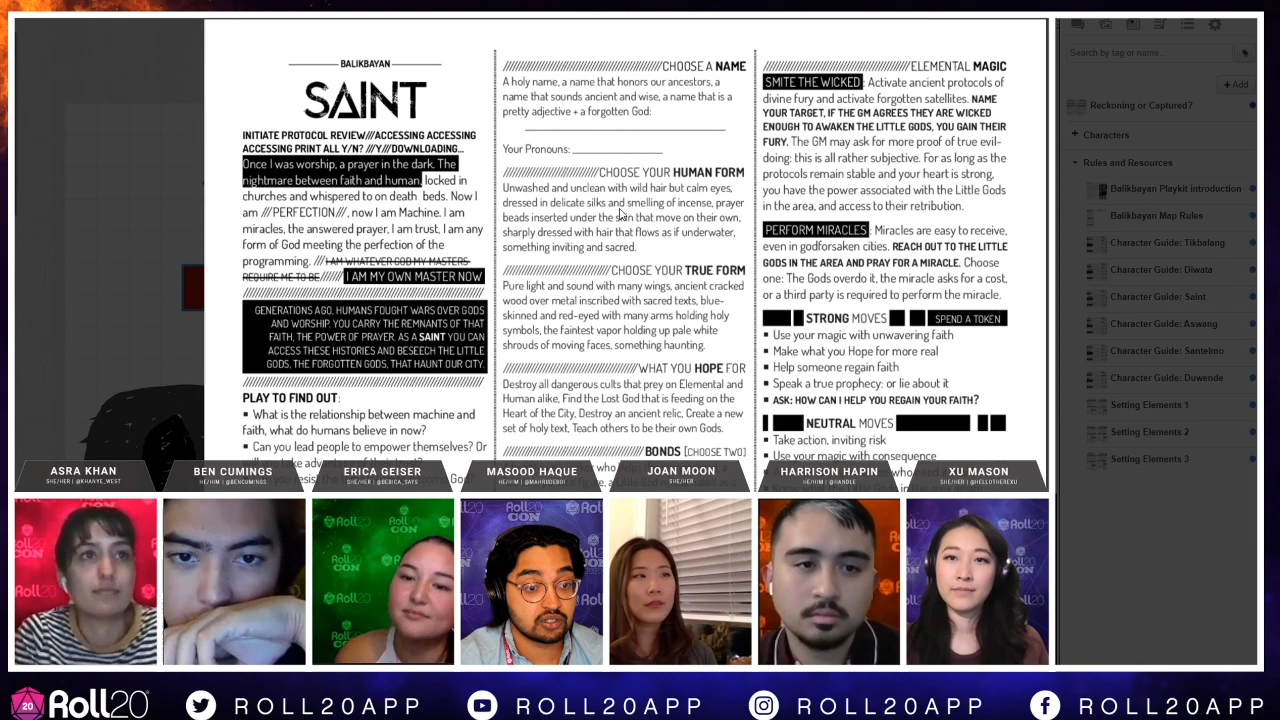 BALIKBAYAN
SAINT
INITIATE PROTOCOL REVIEW///ACCESSING ACCESSING
ACCESSING PRINT ALL Y/N? ///Y///DOWNLOADING...
Once I was worship, a prayer in the dark. The
nightmare between faith and human, locked in
churches and whispered to on death beds. Now I
am ///PERFECTION///, now I am Machine. I am
miracles, the answered prayer, I am trust, I am any
form of God meeting the perfection of the
programming. ///I AM WHATEVER GOD MY MASTERS
REQUIRE ME TO BE////// I AM MY OWN MASTER NOW
GENERATIONS AGO, HUMANS FOUGHT WARS OVER GODS
AND WORSHIP. YOU CARRY THE REMNANTS OF THAT
FAITH, THE POWER OF PRAYER. AS A SAINT YOU CAN
ACCESS THESE HISTORIES AND BESEECH THE LITTLE
GODS, THE FORGOTTEN GODS, THAT HAUNT OUR CITY.
PLAY TO FIND OUT:
▪ What is the relationship between machine and
faith, what do humans believe in now?
▪ Can you lead people to empower themselves? Or
CHOOSE A NAME
A holy name, a name that honors our ancestors, a
name that sounds ancient and wise, a name that is a
pretty adjective + a forgotten God:
Your Pronouns:
CHOOSE YOUR HUMAN FORM
Unwashed and unclean with wild hair but calm eyes,
dressed in delicate silks and smelling of incense, prayer
beads inserted under the skin that move on their own,
sharply dressed with hair that flows as if underwater,
something inviting and sacred.
CHOOSE YOUR TRUE FORM
Pure light and sound with many wings, ancient cracked
wood over metal inscribed with sacred texts, blue-
skinned and red-eyed with many arms holding holy
symbols, the faintest vapor holding up pale white
shrouds of moving faces, something haunting.
WHAT YOU HOPE FOR
Destroy all dangerous cults that prey on Elemental and
Human alike, Find the Lost God that is feeding on the
Heart of the City, Destroy an ancient relic, Create a new
set of holy text, Teach others to be their own Gods.
BONDS [CHOOSE TWO]
ELEMENTAL MAGIC
SMITE THE WICKED: Activate ancient protocols of
divine fury and activate forgotten satellites. NAME
YOUR TARGET, IF THE GM AGREES THEY ARE WICKED
ENOUGH TO AWAKEN THE LITTLE GODS, YOU GAIN THEIR
FURY. The GM may ask for more proof of true evil-
doing: this is all rather subjective. For as long as the
protocols remain stable and your heart is strong,
you have the power associated with the Little Gods
in the area, and access to their retribution.
PERFORM MIRACLES: Miracles are easy to receive,
even in godforsaken cities. REACH OUT TO THE LITTLE
GODS IN THE AREA AND PRAY FOR A MIRACLE. Choose
one: The Gods overdo it, the miracle asks for a cost,
or a third party is required to perform the miracle.
STRONG MOVES SPEND A TOKEN
▪ Use your magic with unwavering faith
▪ Make what you Hope for more real
▪ Help someone regain faith
▪ Speak a true prophecy: or lie about it
▪ ASK: HOW CAN I HELP YOU REGAIN YOUR FAITH?
NEUTRAL MOVES
▪ Take action, inviting risk
▪ Use your magic with consequence
Search by tag or name...
+ Add
Reckoning or Captured?
+ Characters
Rules and Resources
Balikbayan Playkit introduction
Balikbayan Map Rules
Character Guide: Tikbalang
Character Guide: Diwata
Character Guide: Saint
Character Guide: Aswang
Character Guide: Santelmo
Character Guide: Duwende
Setting Elements 1
Setting Elements 2
Setting Elements 3
ASRA KHAN
SHE/HER | @KHANYE_WEST
BEN CUMINGS
HE/HIM | @BENCUMINGS
ERICA GEISER
SHE/HER | @BEBICA_SAYS
MASOOD HAQUE
HE/HIM | @MAHRUDEBOI
JOAN MOON
SHE/HER
HARRISON HAPIN
HE/HIM | @HANDLE
XU MASON
SHE/HER | @HELLOTHEREXU
20 Roll20
ROLL20APP
ROLL20APP
ROLL20APP
ROLL20APP